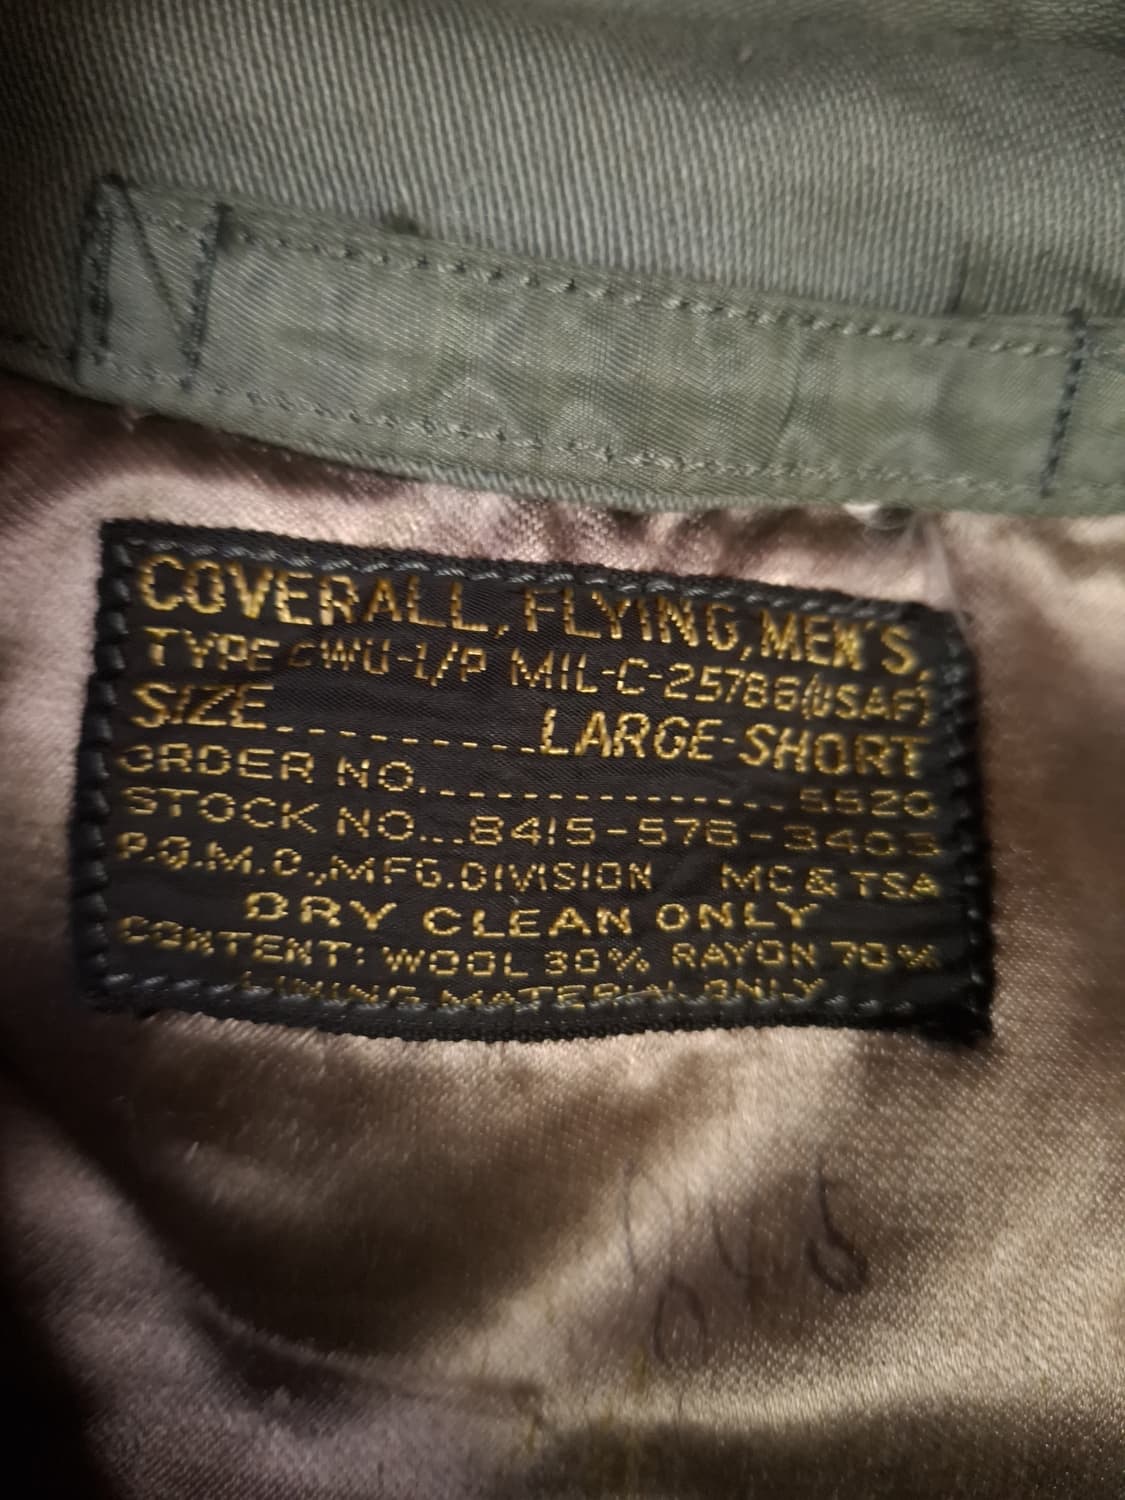 COVERALL, FLYING, MEN'S,
TYPE CWU-1/P MIL-C-25786(USAF)
SIZE..........LARGE-SHORT
ORDER NO................5520
STOCK NO...8415-576-3403
P.Q.M.D.,MFG.DIVISION MC & TSA
DRY CLEAN ONLY
CONTENT: WOOL 30% RAYON 70%
LINING MATERIAL ONLY